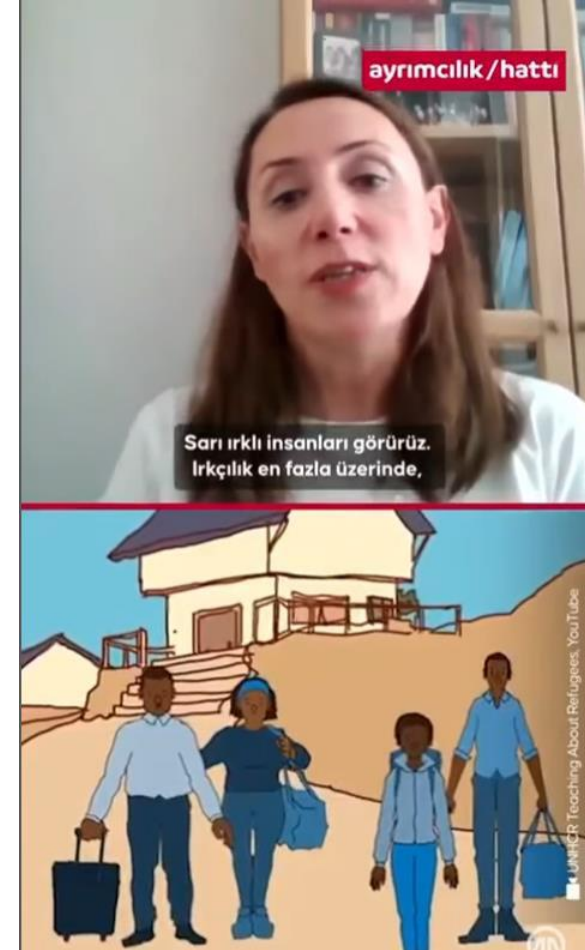 ayrımcılık/hattı
Sarı ırklı insanları görürüz.
Irkçılık en fazla üzerinde,
UNHCR Teaching About Refugees, YouTube